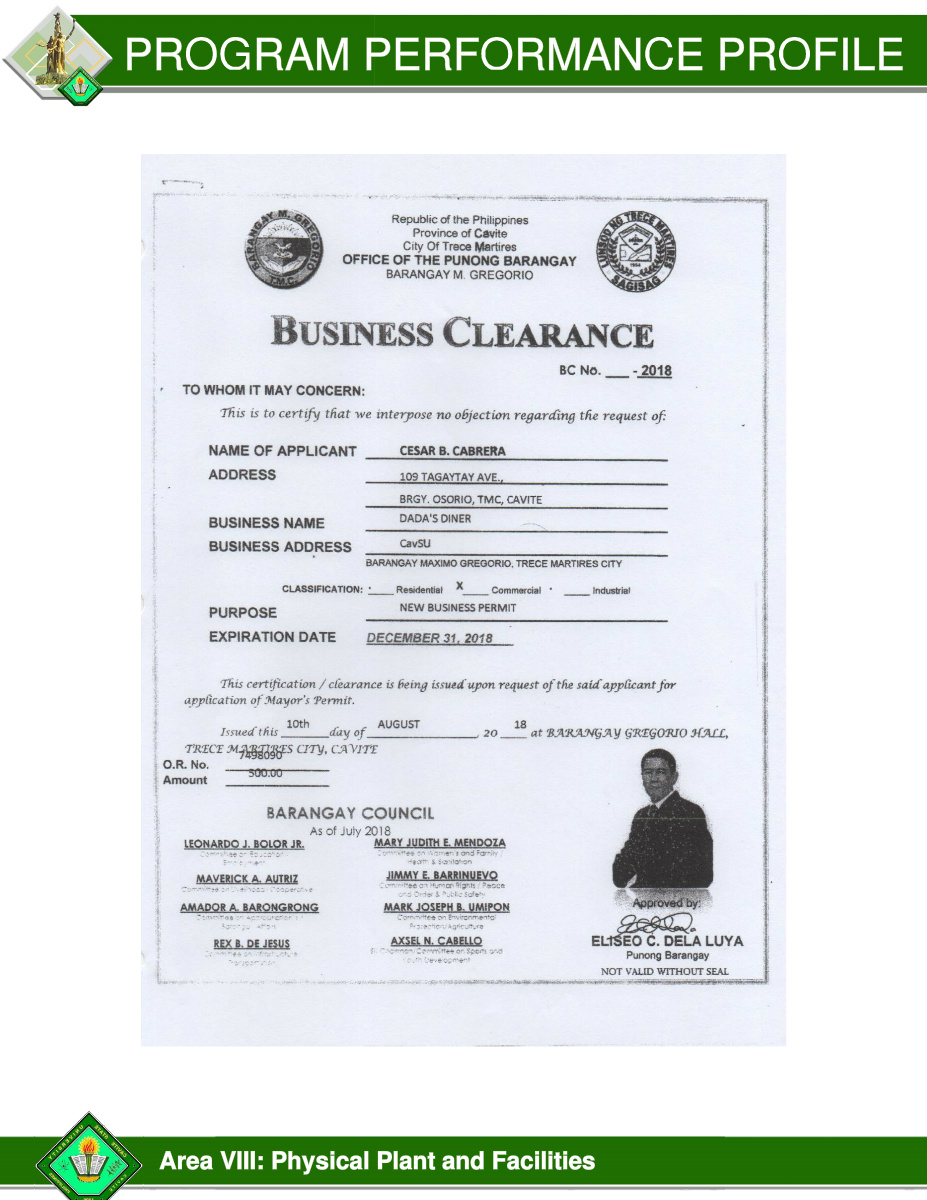 PROGRAM PERFORMANCE PROFILE
BARANGAY M. GREGORIO
T.M.C.
Republic of the Philippines
Province of Cavite
City Of Trece Martires
OFFICE OF THE PUNONG BARANGAY
BARANGAY M. GREGORIO
LUNGSOD NG TRECE MARTIRES
1954
SAGISAG
BUSINESS CLEARANCE
BC No. ___ - 2018
TO WHOM IT MAY CONCERN:
This is to certify that we interpose no objection regarding the request of:
NAME OF APPLICANT CESAR B. CABRERA
ADDRESS 109 TAGAYTAY AVE.,
BRGY. OSORIO, TMC, CAVITE
BUSINESS NAME DADA'S DINER
BUSINESS ADDRESS CavSU
BARANGAY MAXIMO GREGORIO, TRECE MARTIRES CITY
CLASSIFICATION: ____ Residential X____ Commercial ____ Industrial
PURPOSE NEW BUSINESS PERMIT
EXPIRATION DATE DECEMBER 31, 2018
This certification / clearance is being issued upon request of the said applicant for
application of Mayor's Permit.
Issued this 10th day of AUGUST, 20 18 at BARANGAY GREGORIO HALL,
TRECE MARTIRES CITY, CAVITE
O.R. No. 7498090
Amount 500.00
BARANGAY COUNCIL
As of July 2018
LEONARDO J. BOLOR JR.
Committee on Education
MARY JUDITH E. MENDOZA
Committee on Women's and Family /
Health & Sanitation
MAVERICK A. AUTRIZ
Committee on Livelihood Cooperative
JIMMY E. BARRINUEVO
Committee on Human Rights / Peace
and Order & Public Safety
AMADOR A. BARONGRONG
Committee on Appropriation
MARK JOSEPH B. UMIPON
Committee on Environmental
Protection/Agriculture
REX B. DE JESUS
Committee on Infrastructure
Transportation
AXSEL N. CABELLO
SK Chairman/Committee on Sports and
Youth Development
Approved by:
ELISEO C. DELA LUYA
Punong Barangay
NOT VALID WITHOUT SEAL
Area VIII: Physical Plant and Facilities